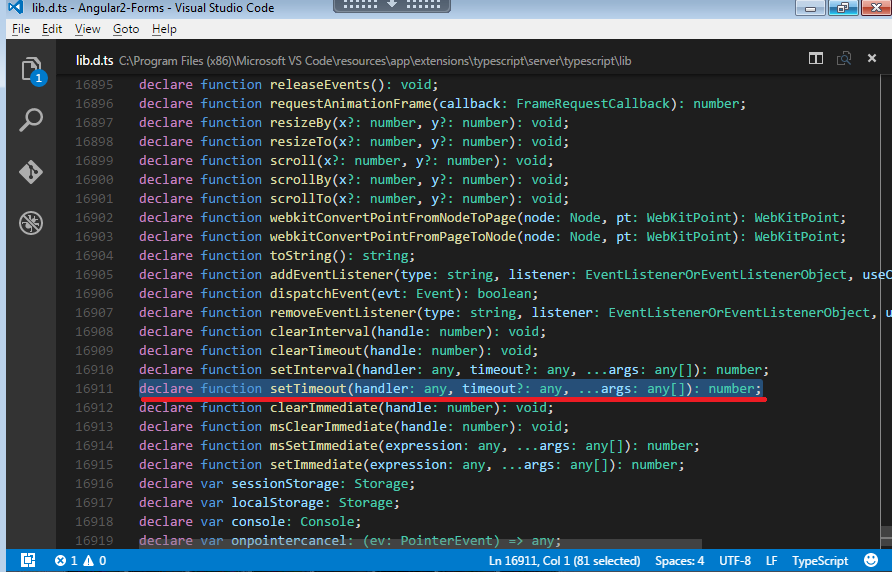 lib.d.ts - Angular2-Forms - Visual Studio Code
File Edit View Goto Help
lib.d.ts C:\Program Files (x86)\Microsoft VS Code\resources\app\extensions\typescript\server\typescript\lib
1
16895 declare function releaseEvents(): void;
16896 declare function requestAnimationFrame(callback: FrameRequestCallback): number;
16897 declare function resizeBy(x?: number, y?: number): void;
16898 declare function resizeTo(x?: number, y?: number): void;
16899 declare function scroll(x?: number, y?: number): void;
16900 declare function scrollBy(x?: number, y?: number): void;
16901 declare function scrollTo(x?: number, y?: number): void;
16902 declare function webkitConvertPointFromNodeToPage(node: Node, pt: WebKitPoint): WebKitPoint;
16903 declare function webkitConvertPointFromPageToNode(node: Node, pt: WebKitPoint): WebKitPoint;
16904 declare function toString(): string;
16905 declare function addEventListener(type: string, listener: EventListenerOrEventListenerObject, useC
16906 declare function dispatchEvent(evt: Event): boolean;
16907 declare function removeEventListener(type: string, listener: EventListenerOrEventListenerObject, u
16908 declare function clearInterval(handle: number): void;
16909 declare function clearTimeout(handle: number): void;
16910 declare function setInterval(handler: any, timeout?: any, ...args: any[]): number;
16911 declare function setTimeout(handler: any, timeout?: any, ...args: any[]): number;
16912 declare function clearImmediate(handle: number): void;
16913 declare function msClearImmediate(handle: number): void;
16914 declare function msSetImmediate(expression: any, ...args: any[]): number;
16915 declare function setImmediate(expression: any, ...args: any[]): number;
16916 declare var sessionStorage: Storage;
16917 declare var localStorage: Storage;
16918 declare var console: Console;
16919 declare var onpointercancel: (ev: PointerEvent) => any;
1 0 Ln 16911, Col 1 (81 selected) Spaces: 4 UTF-8 LF TypeScript